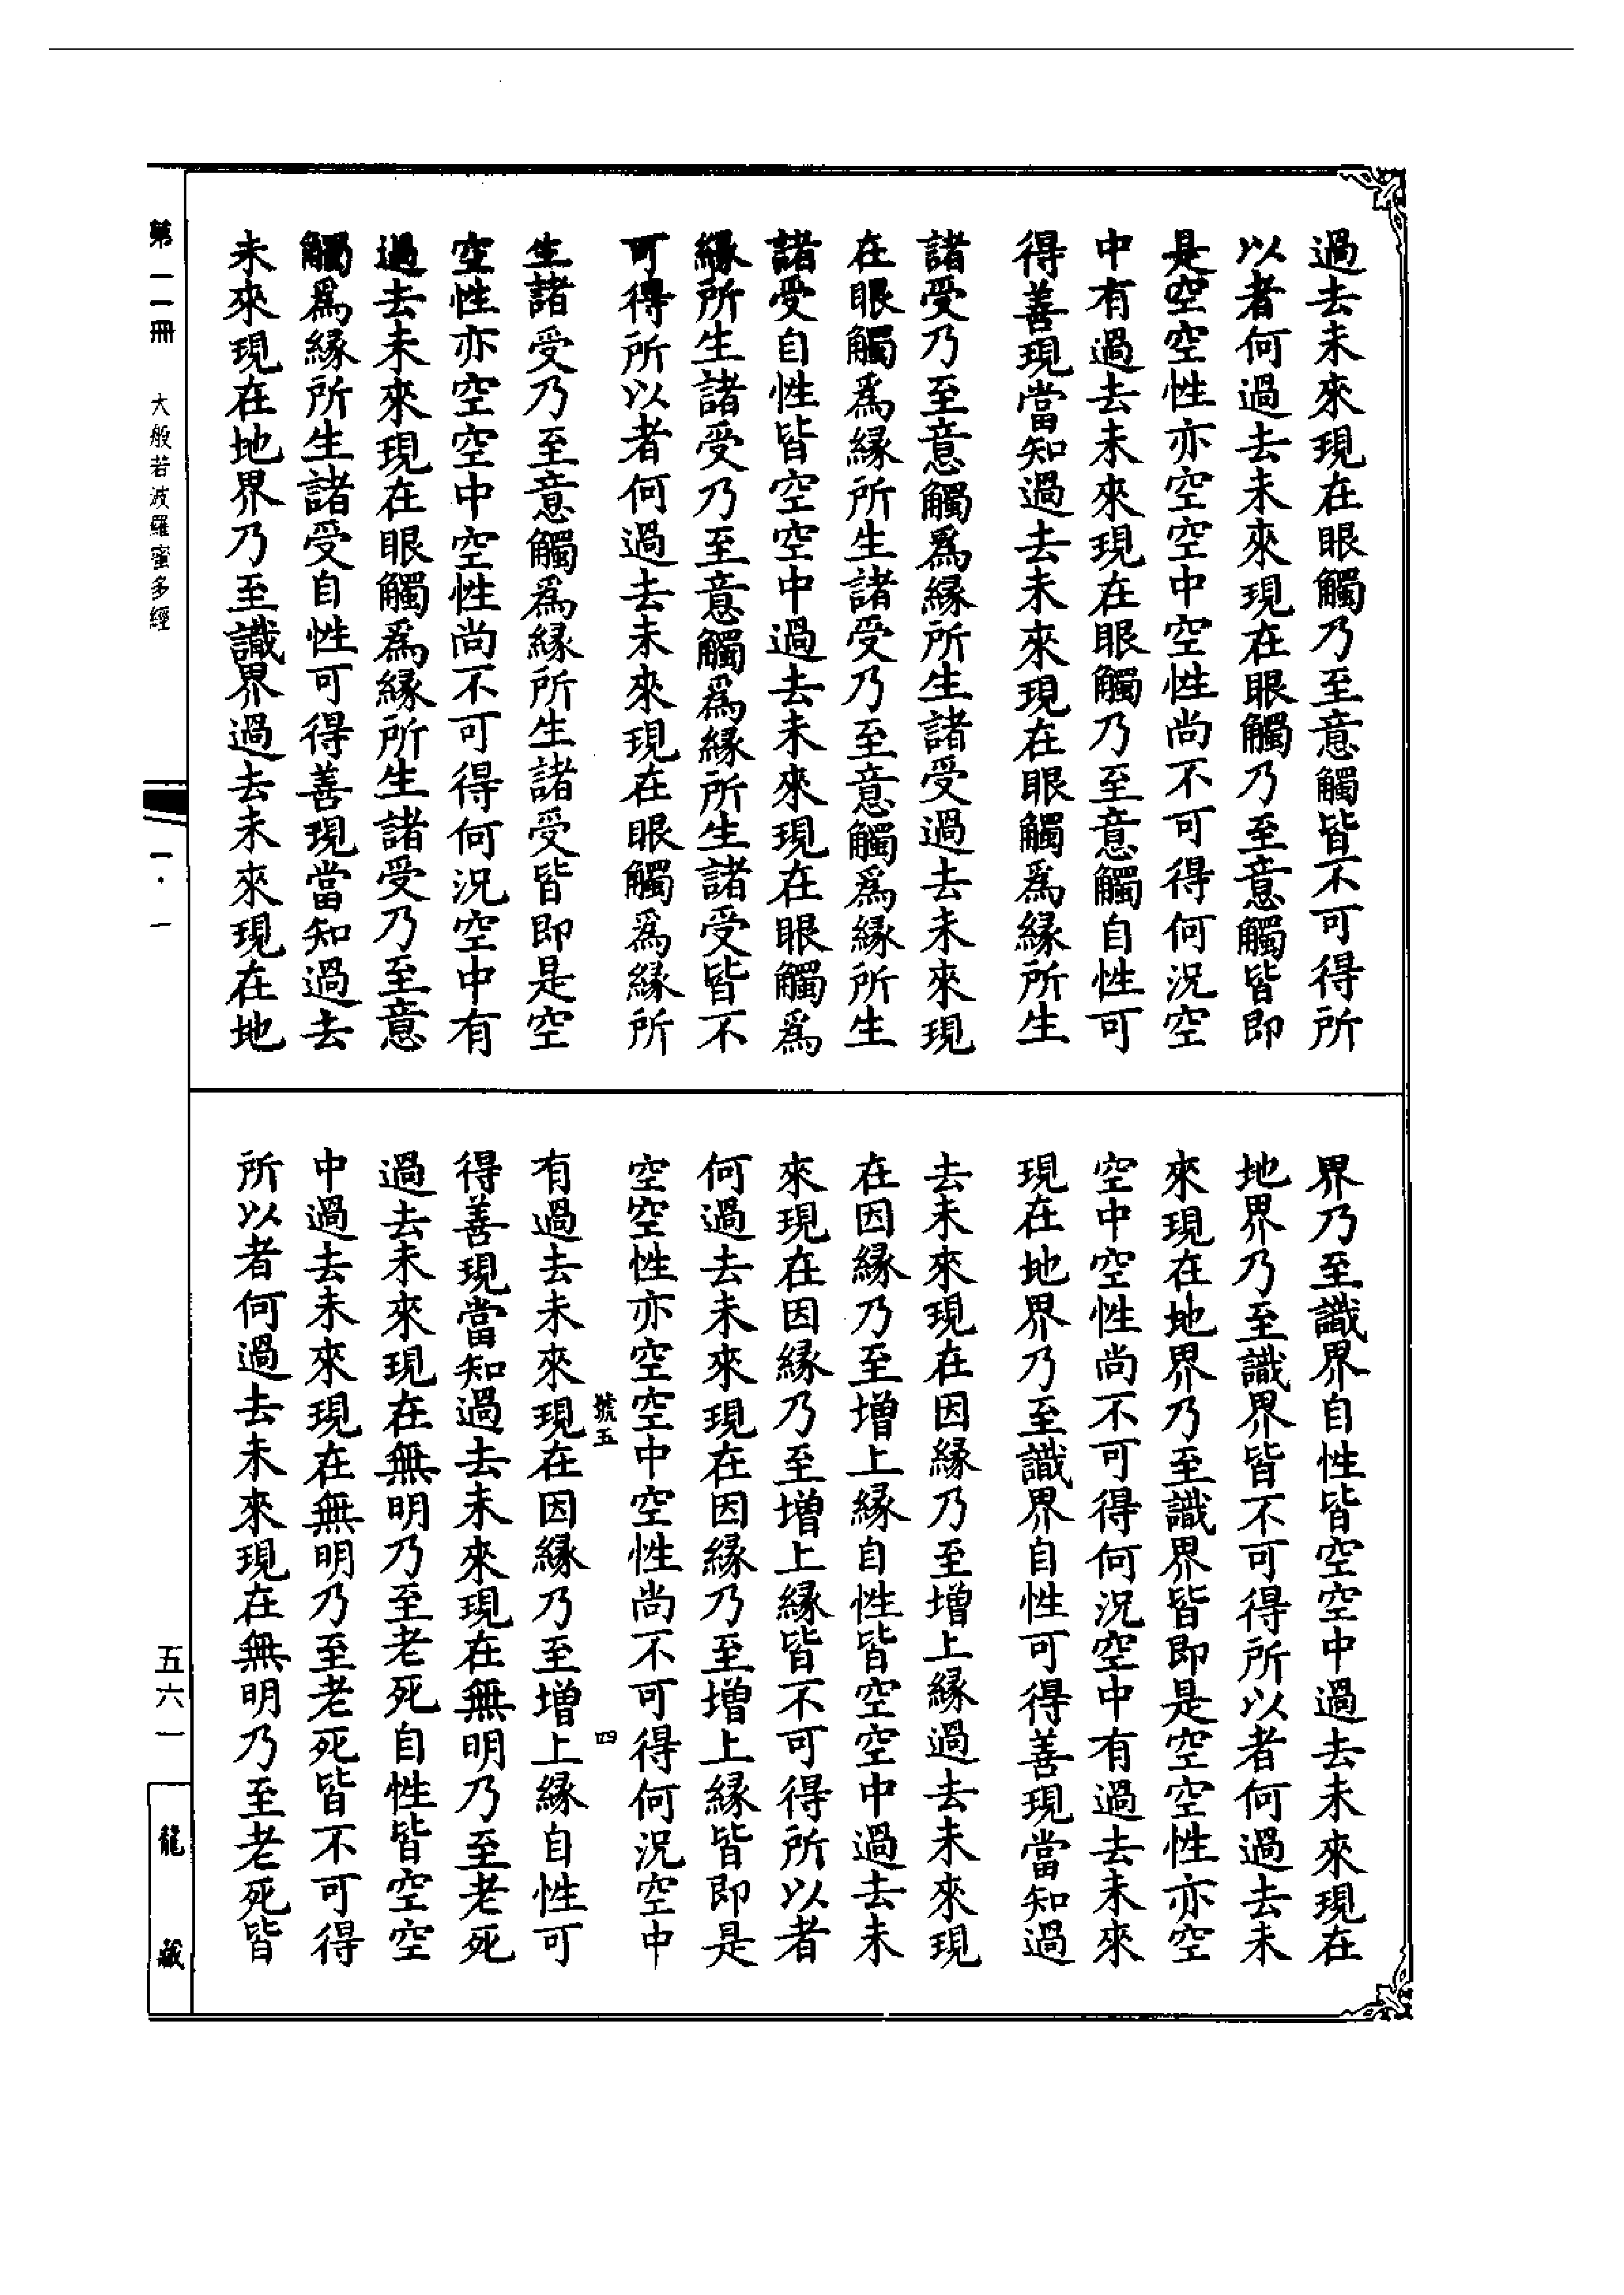 過去未來現在眼觸乃至意觸皆不可得所
以者何過去未來現在眼觸乃至意觸皆即
是空空性亦空空中空性尚不可得何況空
中有過去未來現在眼觸乃至意觸自性可
得善現當知過去未來現在眼觸爲緣所生
諸受乃至意觸爲緣所生諸受過去未來現
在眼觸爲緣所生諸受乃至意觸爲緣所生
諸受自性皆空空中過去未來現在眼觸爲
緣所生諸受乃至意觸爲緣所生諸受皆不
可得所以者何過去未來現在眼觸爲緣所
生諸受乃至意觸爲緣所生諸受皆即是空
空性亦空空中空性尚不可得何況空中有
過去未來現在眼觸爲緣所生諸受乃至意
觸爲緣所生諸受自性可得善現當知過去
未來現在地界乃至識界過去未來現在地
界乃至識界自性皆空空中過去未來現在
地界乃至識界皆不可得所以者何過去未
來現在地界乃至識界皆即是空空性亦空
空中空性尚不可得何況空中有過去未來
現在地界乃至識界自性可得善現當知過
去未來現在因緣乃至增上緣過去未來現
在因緣乃至增上緣自性皆空空中過去未
來現在因緣乃至增上緣皆不可得所以者
何過去未來現在因緣乃至增上緣皆即是
空空性亦空空中空性尚不可得何況空中
號五 四
有過去未來現在因緣乃至增上緣自性可
得善現當知過去未來現在無明乃至老死
過去未來現在無明乃至老死自性皆空空
中過去未來現在無明乃至老死皆不可得
所以者何過去未來現在無明乃至老死皆
第二冊 大般若波羅蜜多經
一·一
五六一
龍藏